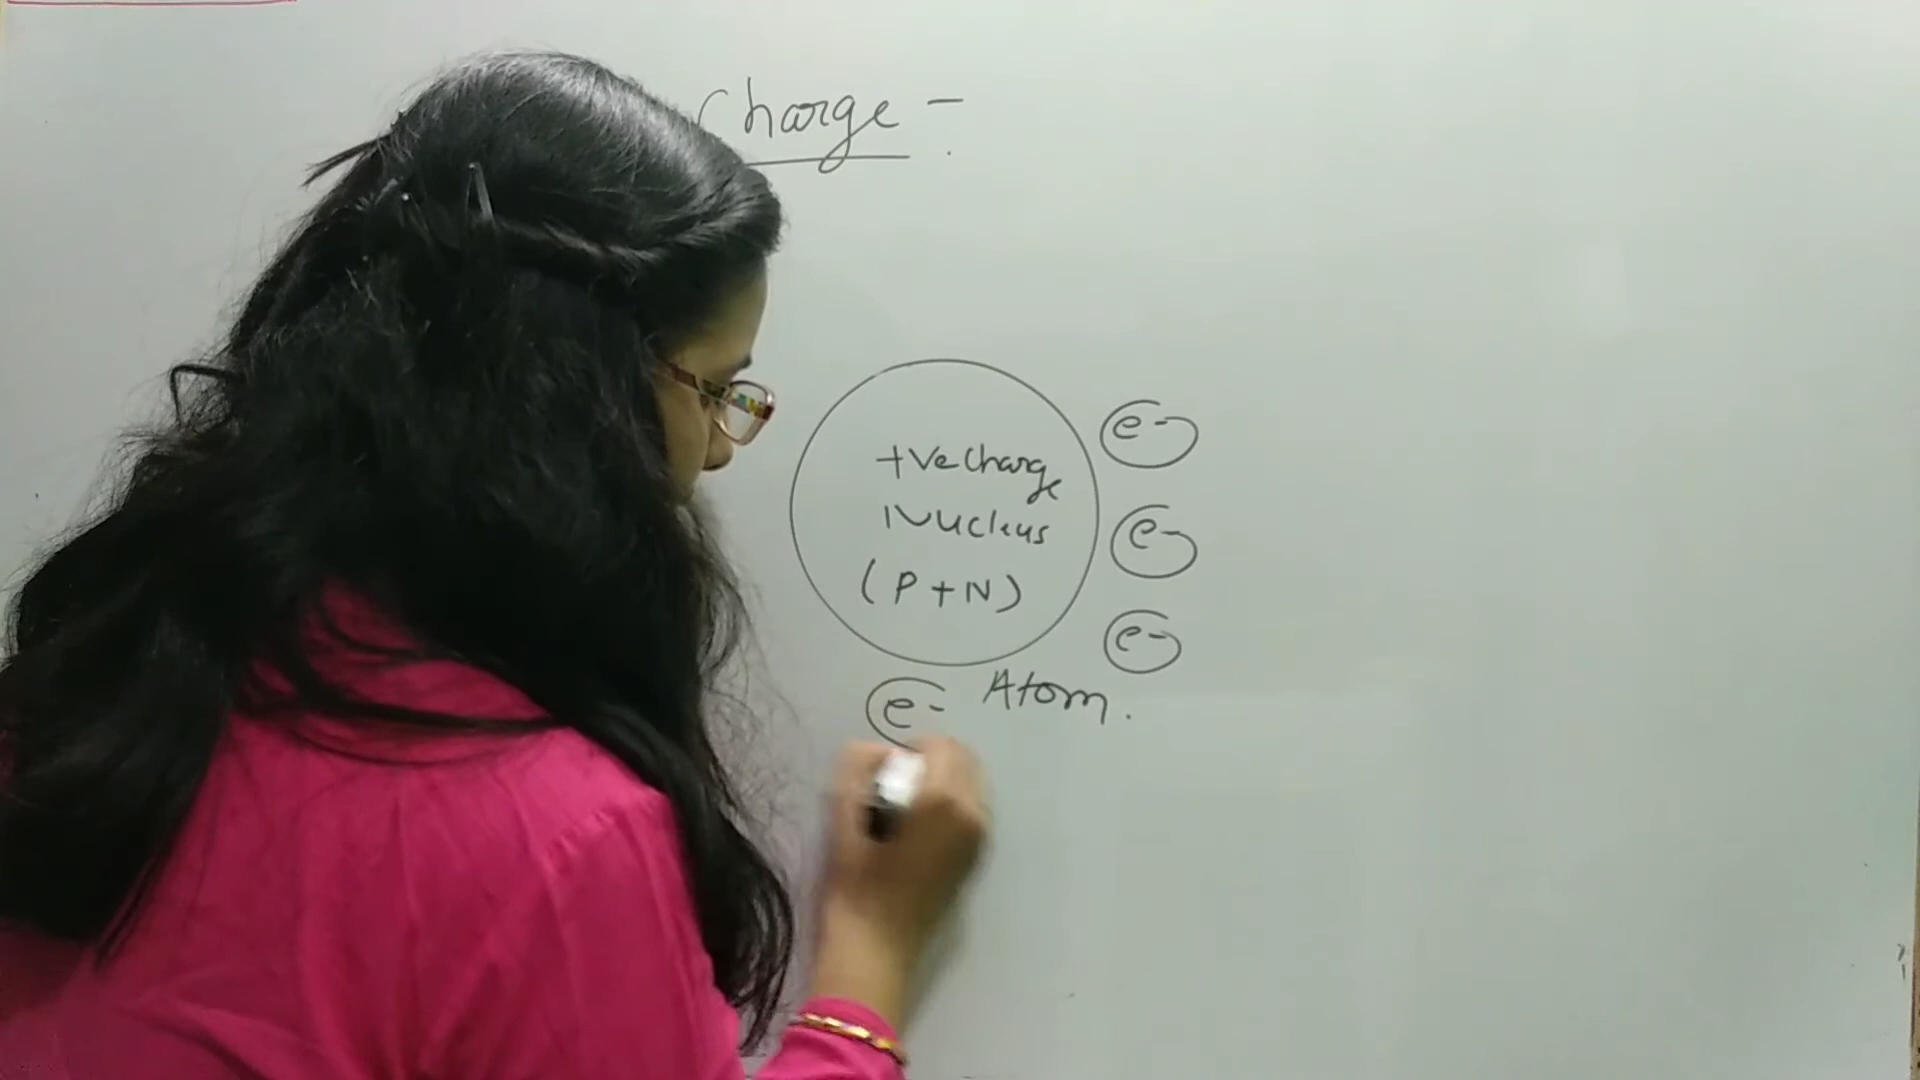 Charge -
+ve charge
Nucleus
(P+N)
e-
e-
e-
e-
Atom.